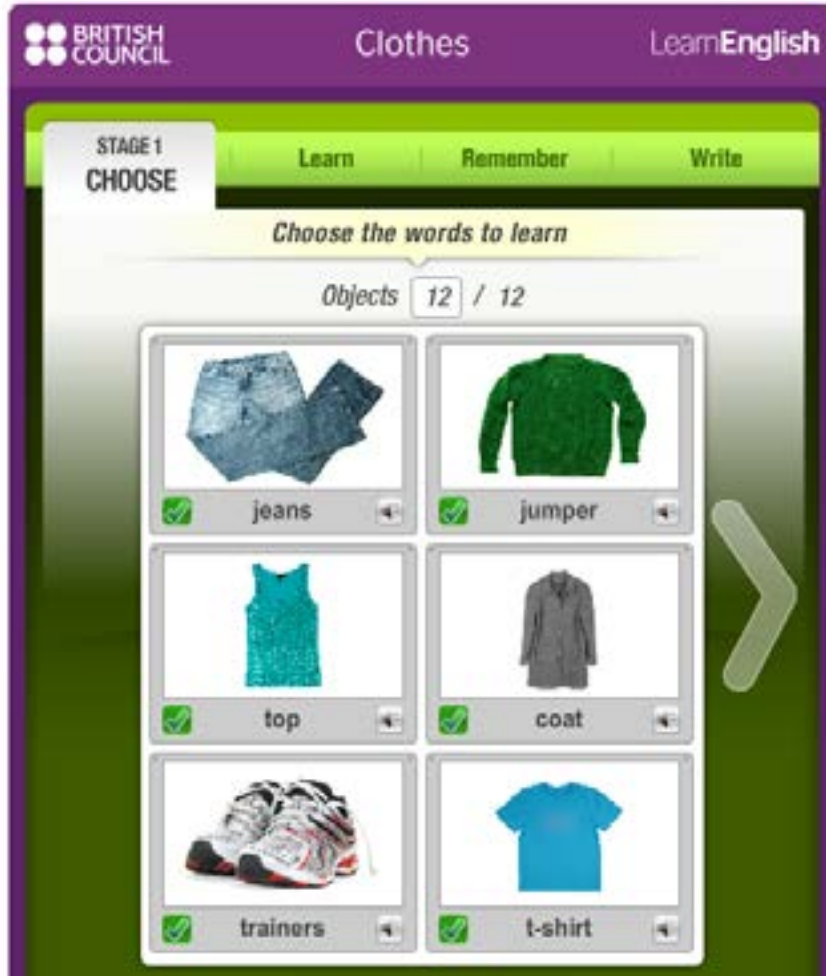 BRITISH
COUNCIL
Clothes
LearnEnglish
STAGE 1
CHOOSE
Learn
Remember
Write
Choose the words to learn
Objects 12 / 12
jeans
jumper
top
coat
trainers
t-shirt